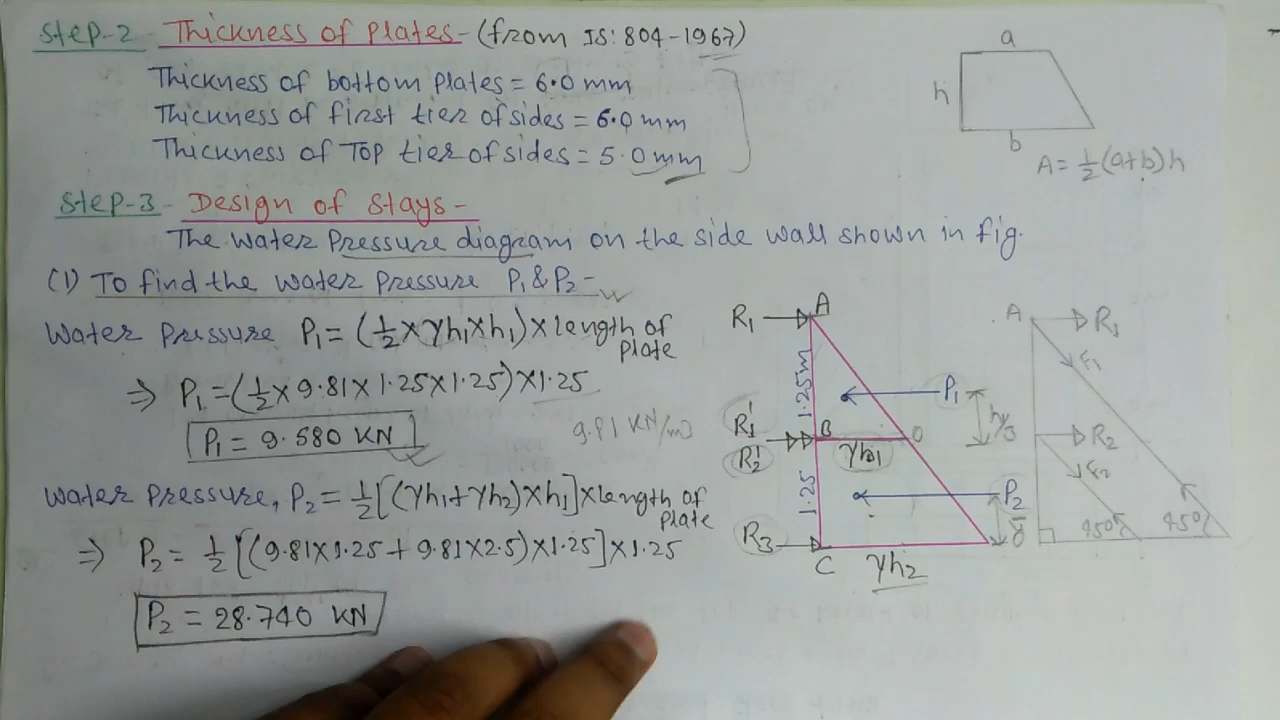 Step-2 - Thickness of Plates - (from IS: 804-1967)
Thickness of bottom plates = 6.0 mm
Thickness of first tier of sides = 6.0 mm
Thickness of Top tier of sides = 5.0 mm
a
h
b
A = ½(a+b)h
Step-3 - Design of Stays -
The water Pressure diagram on the side wall shown in fig.
(1) To find the water pressure P₁ & P₂ -
Water Pressure P₁ = (½ × γh₁ × h₁) × length of plate
⇒ P₁ = (½ × 9.81 × 1.25 × 1.25) × 1.25
P₁ = 9.580 KN
9.81 KN/m³
Water Pressure, P₂ = ½[(γh₁ + γh₂) × h₁] × length of plate
⇒ P₂ = ½[(9.81 × 1.25 + 9.81 × 2.5) × 1.25] × 1.25
P₂ = 28.740 KN
R₁
A
1.25m
P₁
h/3
R₁'
R₂'
B
D
γh₁
1.25
P₂
ȳ
R₃
C
γh₂
A
R₁
F₁
R₂
F₂
45°
45°